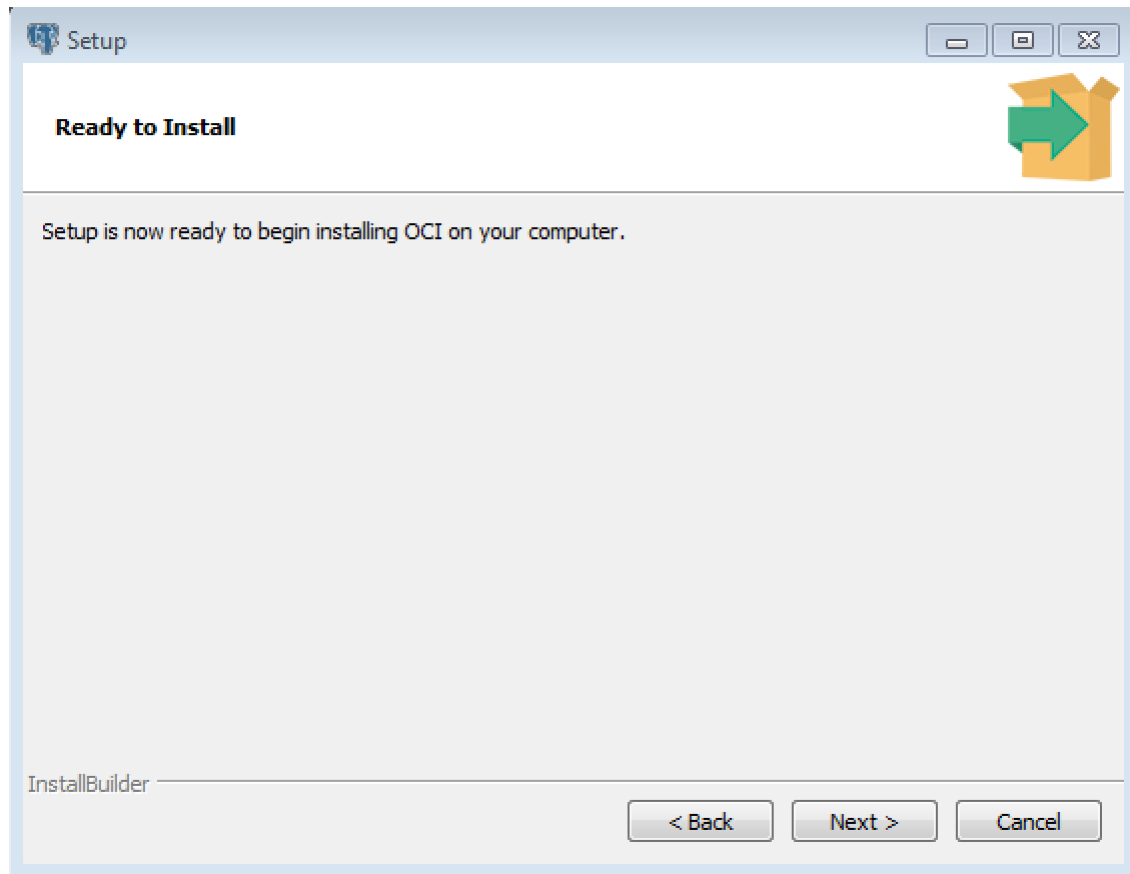 Setup
Ready to Install
Setup is now ready to begin installing OCI on your computer.
InstallBuilder
< Back
Next >
Cancel